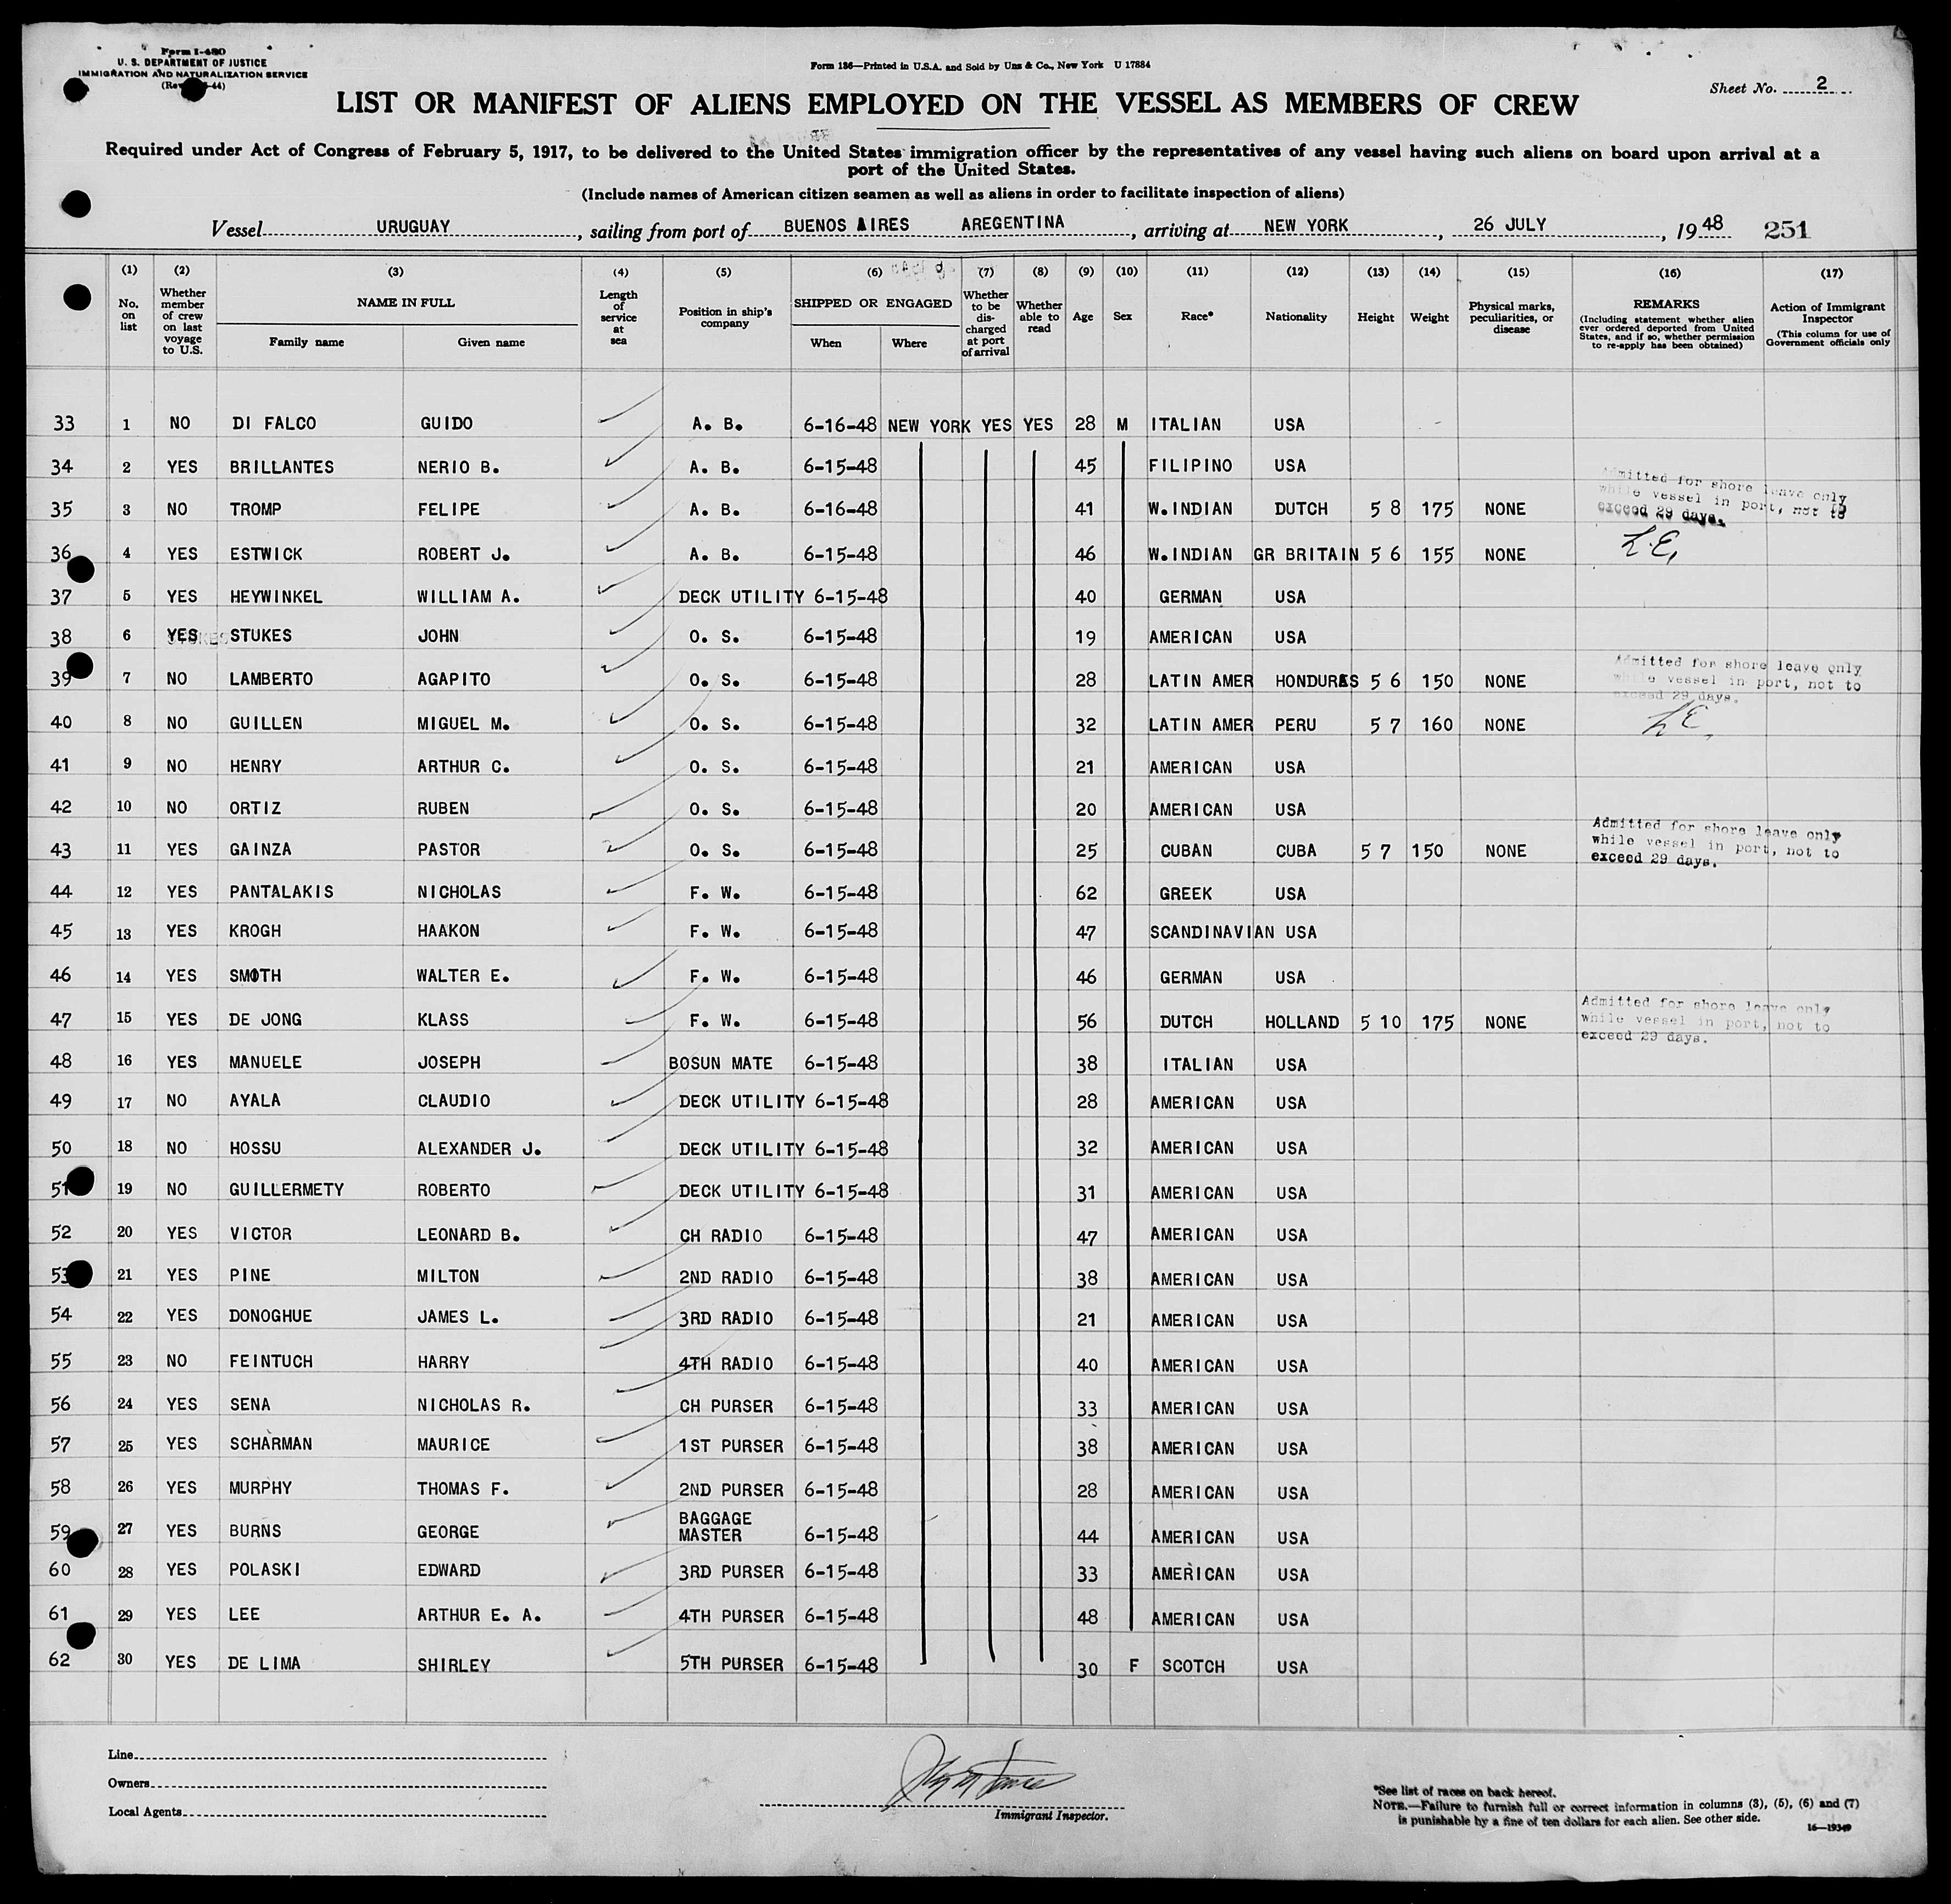 Form I-480
U. S. DEPARTMENT OF JUSTICE
IMMIGRATION AND NATURALIZATION SERVICE
Form 136—Printed in U.S.A. and Sold by Unz & Co., New York U 17884
Sheet No. 2
LIST OR MANIFEST OF ALIENS EMPLOYED ON THE VESSEL AS MEMBERS OF CREW
Required under Act of Congress of February 5, 1917, to be delivered to the United States immigration officer by the representatives of any vessel having such aliens on board upon arrival at a
port of the United States.
(Include names of American citizen seamen as well as aliens in order to facilitate inspection of aliens)
Vessel URUGUAY, sailing from port of BUENOS AIRES AREGENTINA, arriving at NEW YORK, 26 JULY, 1948 251
(1) (2) (3) (4) (5) (6) (7) (8) (9) (10) (11) (12) (13) (14) (15) (16) (17)
No. on list
Whether member of crew on last voyage to U.S.
NAME IN FULL
Family name Given name
Length of service at sea
Position in ship's company
SHIPPED OR ENGAGED
When Where
Whether to be discharged at port of arrival
Whether able to read
Age Sex Race* Nationality Height Weight
Physical marks, peculiarities, or disease
REMARKS
(Including statement whether alien ever ordered deported from United States, and if so, whether permission to re-apply has been obtained)
Action of Immigrant Inspector
(This column for use of Government officials only
33 1 NO DI FALCO GUIDO A. B. 6-16-48 NEW YORK YES YES 28 M ITALIAN USA
34 2 YES BRILLANTES NERIO B. A. B. 6-15-48 45 FILIPINO USA
35 3 NO TROMP FELIPE A. B. 6-16-48 41 W.INDIAN DUTCH 5 8 175 NONE Admitted for shore leave only while vessel in port, not to exceed 29 days.
36 4 YES ESTWICK ROBERT J. A. B. 6-15-48 46 W.INDIAN GR BRITAIN 5 6 155 NONE L.E.
37 5 YES HEYWINKEL WILLIAM A. DECK UTILITY 6-15-48 40 GERMAN USA
38 6 YES STUKES JOHN O. S. 6-15-48 19 AMERICAN USA
39 7 NO LAMBERTO AGAPITO O. S. 6-15-48 28 LATIN AMER HONDURAS 5 6 150 NONE Admitted for shore leave only while vessel in port, not to exceed 29 days.
40 8 NO GUILLEN MIGUEL M. O. S. 6-15-48 32 LATIN AMER PERU 5 7 160 NONE L E
41 9 NO HENRY ARTHUR C. O. S. 6-15-48 21 AMERICAN USA
42 10 NO ORTIZ RUBEN O. S. 6-15-48 20 AMERICAN USA
43 11 YES GAINZA PASTOR O. S. 6-15-48 25 CUBAN CUBA 5 7 150 NONE Admitted for shore leave only while vessel in port, not to exceed 29 days.
44 12 YES PANTALAKIS NICHOLAS F. W. 6-15-48 62 GREEK USA
45 13 YES KROGH HAAKON F. W. 6-15-48 47 SCANDINAVIAN USA
46 14 YES SMOTH WALTER E. F. W. 6-15-48 46 GERMAN USA
47 15 YES DE JONG KLASS F. W. 6-15-48 56 DUTCH HOLLAND 5 10 175 NONE Admitted for shore leave only while vessel in port, not to exceed 29 days.
48 16 YES MANUELE JOSEPH BOSUN MATE 6-15-48 38 ITALIAN USA
49 17 NO AYALA CLAUDIO DECK UTILITY 6-15-48 28 AMERICAN USA
50 18 NO HOSSU ALEXANDER J. DECK UTILITY 6-15-48 32 AMERICAN USA
51 19 NO GUILLERMETY ROBERTO DECK UTILITY 6-15-48 31 AMERICAN USA
52 20 YES VICTOR LEONARD B. CH RADIO 6-15-48 47 AMERICAN USA
53 21 YES PINE MILTON 2ND RADIO 6-15-48 38 AMERICAN USA
54 22 YES DONOGHUE JAMES L. 3RD RADIO 6-15-48 21 AMERICAN USA
55 23 NO FEINTUCH HARRY 4TH RADIO 6-15-48 40 AMERICAN USA
56 24 YES SENA NICHOLAS R. CH PURSER 6-15-48 33 AMERICAN USA
57 25 YES SCHARMAN MAURICE 1ST PURSER 6-15-48 38 AMERICAN USA
58 26 YES MURPHY THOMAS F. 2ND PURSER 6-15-48 28 AMERICAN USA
59 27 YES BURNS GEORGE BAGGAGE MASTER 6-15-48 44 AMERICAN USA
60 28 YES POLASKI EDWARD 3RD PURSER 6-15-48 33 AMERICAN USA
61 29 YES LEE ARTHUR E. A. 4TH PURSER 6-15-48 48 AMERICAN USA
62 30 YES DE LIMA SHIRLEY 5TH PURSER 6-15-48 30 F SCOTCH USA
Line
Owners
Local Agents
Immigrant Inspector.
*See list of races on back hereof.
NOTE.—Failure to furnish full or correct information in columns (3), (5), (6) and (7)
is punishable by a fine of ten dollars for each alien. See other side.
16—19349